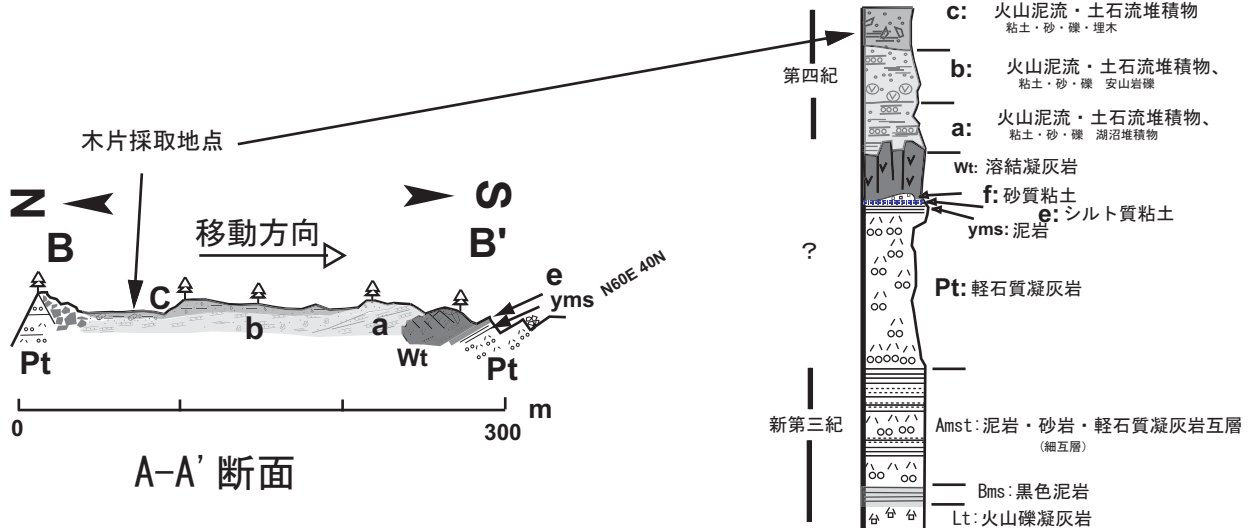 木片採取地点
N
S
B
移動方向
B'
C
b
a
e
yms N60E 40N
Pt
Wt
Pt
0
300
m
A-A' 断面
第四紀
?
新第三紀
c: 火山泥流・土石流堆積物
粘土・砂・礫・埋木
b: 火山泥流・土石流堆積物、
粘土・砂・礫 安山岩礫
a: 火山泥流・土石流堆積物、
粘土・砂・礫 湖沼堆積物
Wt: 溶結凝灰岩
f: 砂質粘土
e: シルト質粘土
yms: 泥岩
Pt: 軽石質凝灰岩
Amst: 泥岩・砂岩・軽石質凝灰岩互層
(細互層)
Bms: 黒色泥岩
Lt: 火山礫凝灰岩